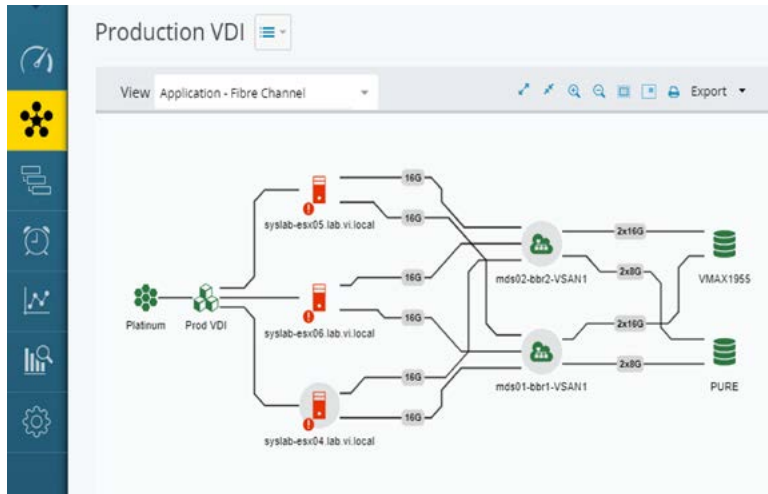 Production VDI
View Application - Fibre Channel Export
16G
syslab-esx05.lab.vi.local
16G
2x16G
mds02-bbr2-VSAN1
VMAX1955
16G
2x8G
Platinum
Prod VDI
syslab-esx06.lab.vi.local
16G
2x16G
mds01-bbr1-VSAN1
2x8G
PURE
16G
syslab-esx04.lab.vi.local
16G